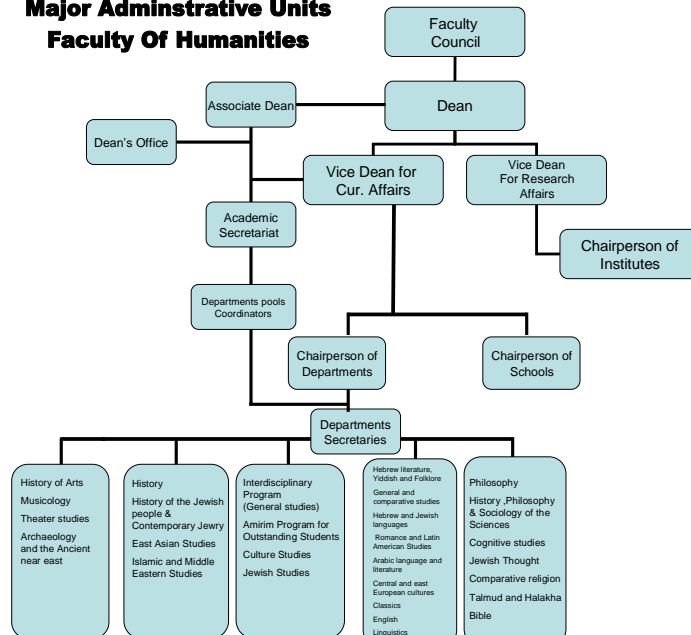 Major Adminstrative Units
Faculty Of Humanities
Faculty
Council
Associate Dean
Dean
Dean's Office
Vice Dean for
Cur. Affairs
Vice Dean
For Research
Affairs
Academic
Secretariat
Chairperson of
Institutes
Departments pools
Coordinators
Chairperson of
Departments
Chairperson of
Schools
Departments
Secretaries
History of Arts
Musicology
Theater studies
Archaeology
and the Ancient
near east
History
History of the Jewish
people &
Contemporary Jewry
East Asian Studies
Islamic and Middle
Eastern Studies
Interdisciplinary
Program
(General studies)
Amirim Program for
Outstanding Students
Culture Studies
Jewish Studies
Hebrew literature,
Yiddish and Folklore
General and
comparative studies
Hebrew and Jewish
languages
Romance and Latin
American Studies
Arabic language and
literature
Central and east
European cultures
Classics
English
Linguistics
Philosophy
History ,Philosophy
& Sociology of the
Sciences
Cognitive studies
Jewish Thought
Comparative religion
Talmud and Halakha
Bible